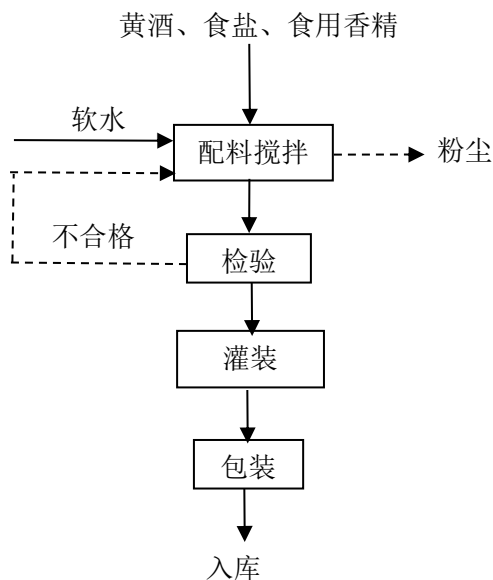 黄酒、食盐、食用香精
软水
配料搅拌
粉尘
不合格
检验
灌装
包装
入库